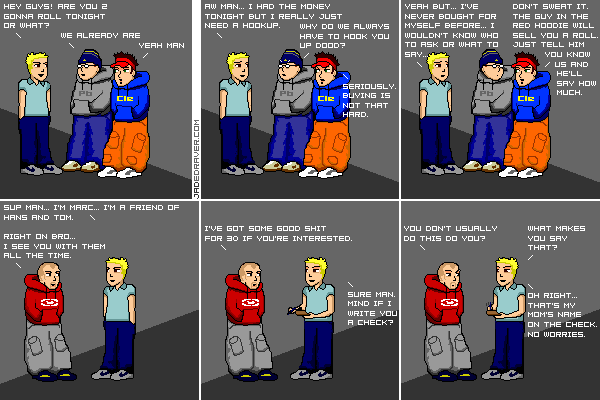 HEY GUYS! ARE YOU 2
GONNA ROLL TONIGHT
OR WHAT?
WE ALREADY ARE
YEAH MAN
Pb
Cle
JADEDRAVER.COM
AW MAN... I HAD THE MONEY
TONIGHT BUT I REALLY JUST
NEED A HOOKUP.
WHY DO WE ALWAYS
HAVE TO HOOK YOU
UP DOOD?
SERIOUSLY.
BUYING IS
NOT THAT
HARD.
Pb
Cle
YEAH BUT... I'VE
NEVER BOUGHT FOR
MYSELF BEFORE... I
WOULDN'T KNOW WHO
TO ASK OR WHAT TO
SAY...
DON'T SWEAT IT.
THE GUY IN THE
RED HOODIE WILL
SELL YOU A ROLL.
JUST TELL HIM
YOU KNOW
US AND
HE'LL
SAY HOW
MUCH.
Pb
Cle
SUP MAN... I'M MARC... I'M A FRIEND OF
HANS AND TOM.
RIGHT ON BRO...
I SEE YOU WITH THEM
ALL THE TIME.
I'VE GOT SOME GOOD SHIT
FOR 30 IF YOU'RE INTERESTED.
SURE MAN.
MIND IF I
WRITE YOU
A CHECK?
YOU DON'T USUALLY
DO THIS DO YOU?
WHAT MAKES
YOU SAY
THAT?
OH RIGHT...
THAT'S MY
MOM'S NAME
ON THE CHECK.
NO WORRIES.